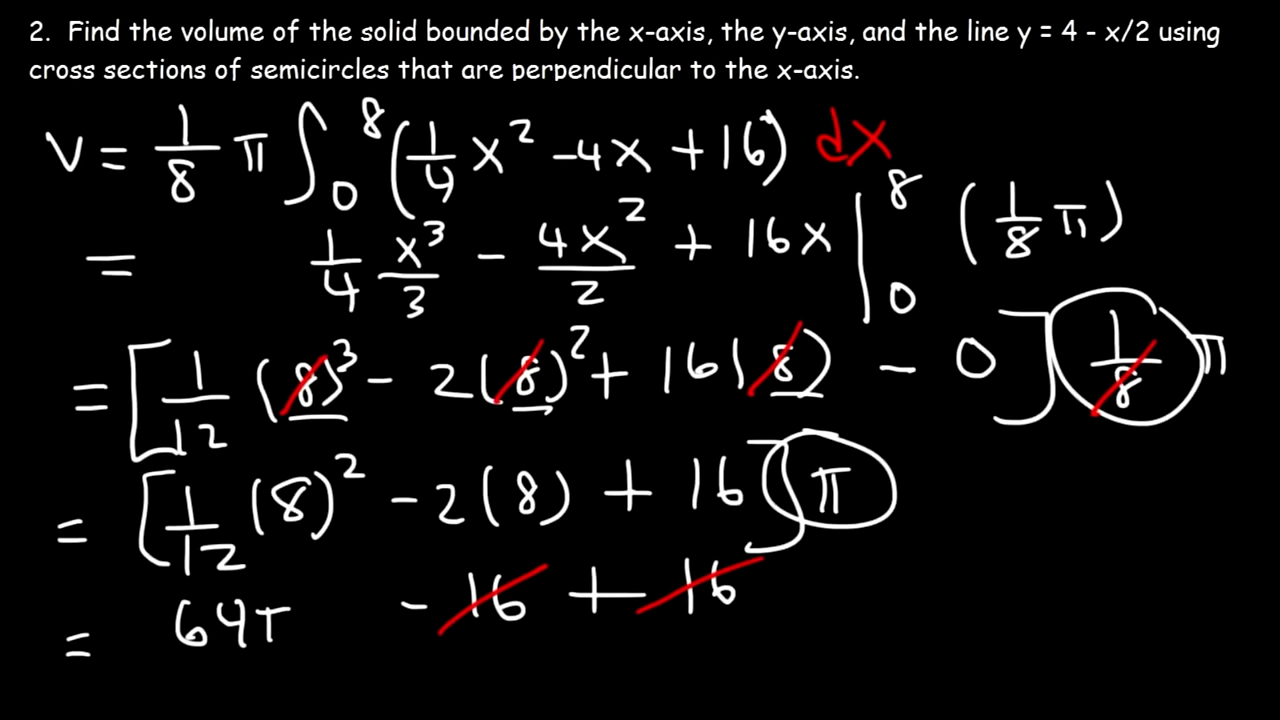 2. Find the volume of the solid bounded by the x-axis, the y-axis, and the line y = 4 - x/2 using
cross sections of semicircles that are perpendicular to the x-axis.
V = 1/8 π ∫₀⁸ (1/4 x² - 4x + 16) dx
= 1/4 x³/3 - 4x²/2 + 16x |₀⁸ (1/8 π)
= [1/12 (8)³ - 2(8)² + 16(8) - 0] 1/8 π
= [1/12 (8)² - 2(8) + 16] π
= 64π - 16 + 16